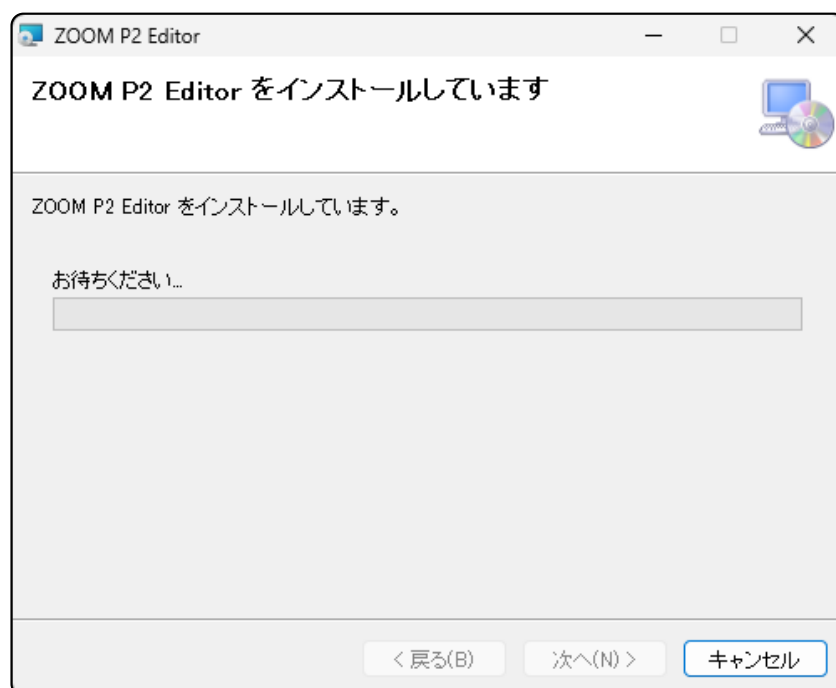 ZOOM P2 Editor
ZOOM P2 Editor をインストールしています
ZOOM P2 Editor をインストールしています。
お待ちください...
< 戻る(B)
次へ(N) >
キャンセル